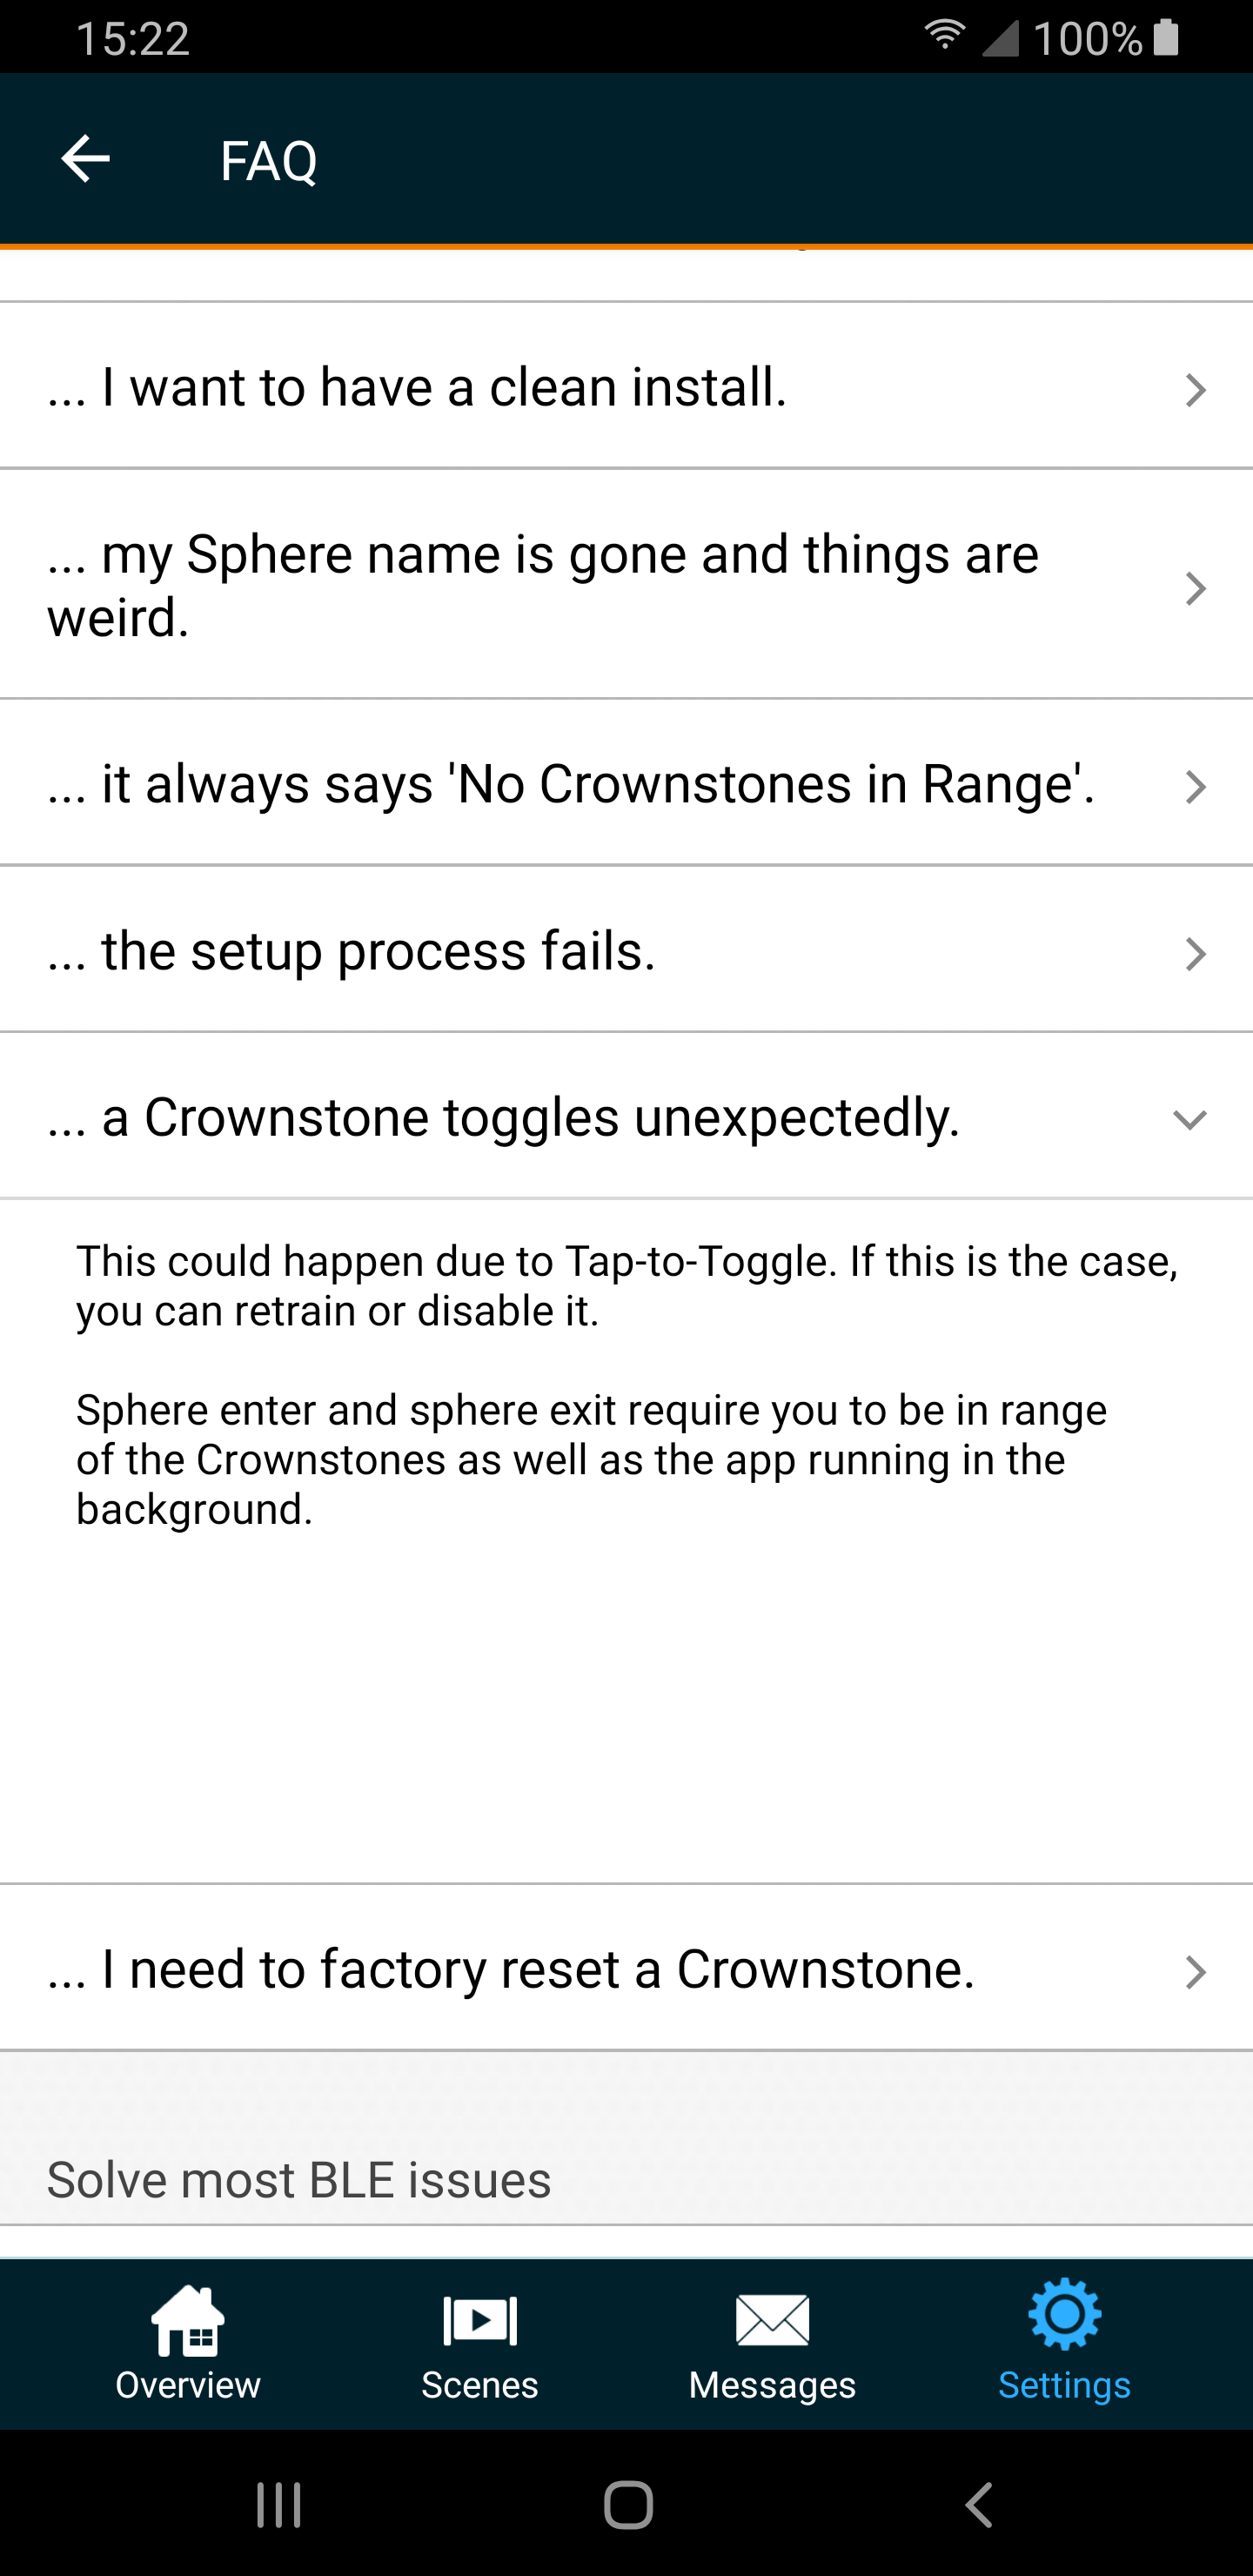 15:22
100%
FAQ
... I want to have a clean install.
... my Sphere name is gone and things are
weird.
... it always says 'No Crownstones in Range'.
... the setup process fails.
... a Crownstone toggles unexpectedly.
This could happen due to Tap-to-Toggle. If this is the case,
you can retrain or disable it.
Sphere enter and sphere exit require you to be in range
of the Crownstones as well as the app running in the
background.
... I need to factory reset a Crownstone.
Solve most BLE issues
Overview
Scenes
Messages
Settings